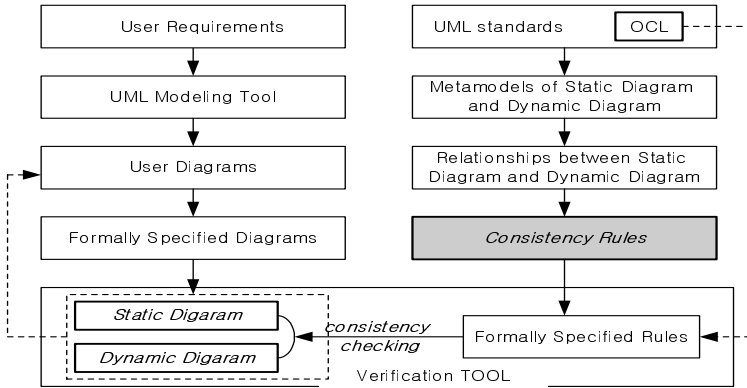 User Requirements
UML standards
OCL
UML Modeling Tool
Metamodels of Static Diagram
and Dynamic Diagram
User Diagrams
Relationships between Static
Diagram and Dynamic Diagram
Formally Specified Diagrams
Consistency Rules
Static Digaram
Dynamic Digaram
consistency
checking
Formally Specified Rules
Verification TOOL